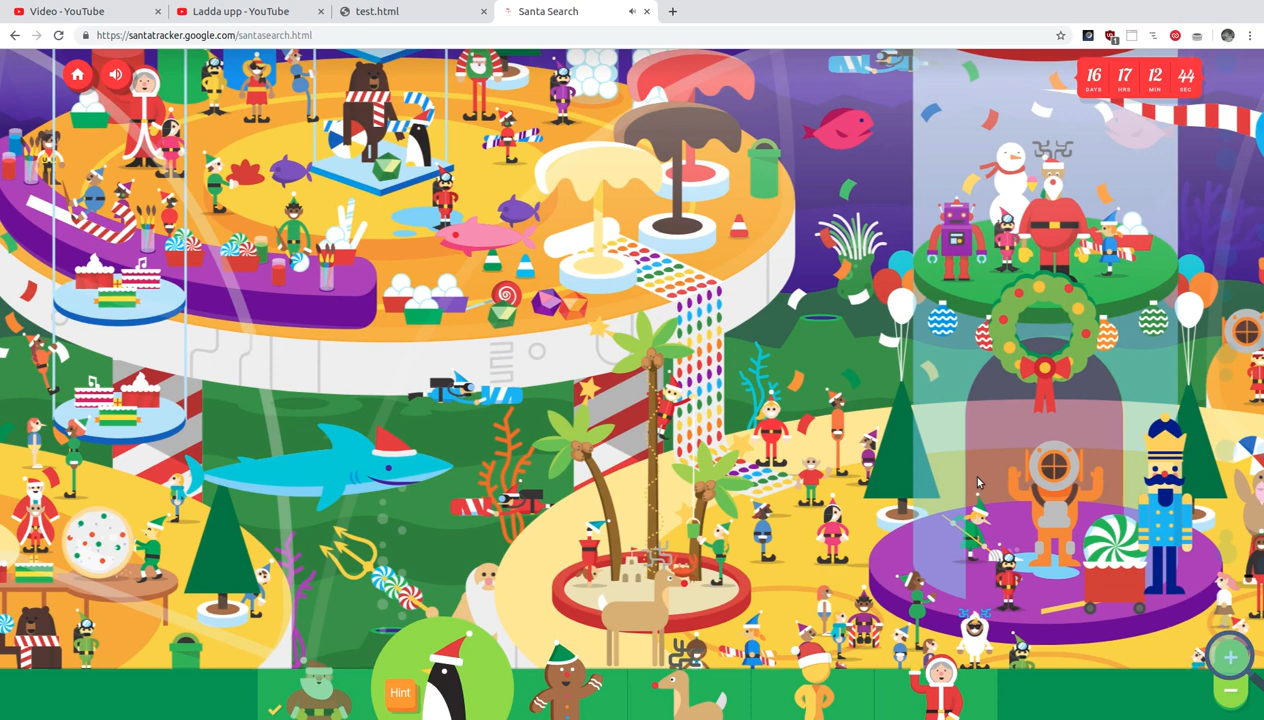 Video - YouTube
Ladda upp - YouTube
test.html
Santa Search
https://santatracker.google.com/santasearch.html
1
16 17 12 44
DAYS HRS MIN SEC
Hint